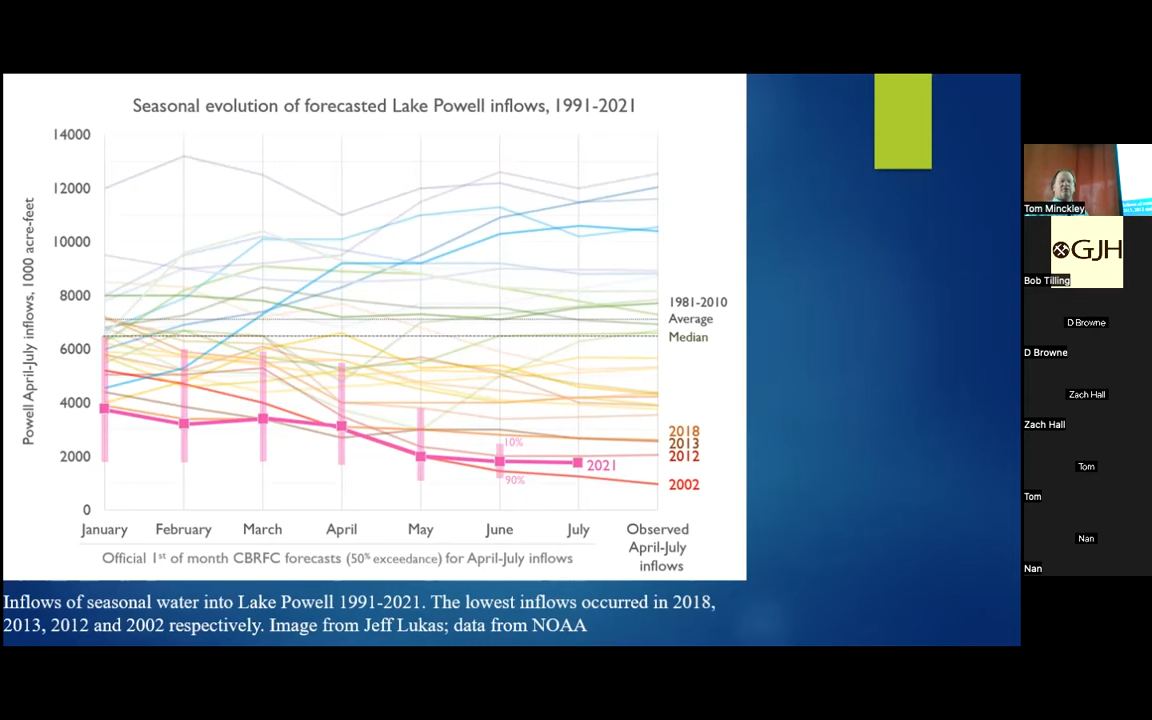 Seasonal evolution of forecasted Lake Powell inflows, 1991-2021
Powell April-July inflows, 1000 acre-feet
14000
12000
10000
8000
6000
4000
2000
0
1981-2010
Average
Median
2018
2013
2012
2021
2002
10%
90%
January February March April May June July Observed
April-July
inflows
Official 1st of month CBRFC forecasts (50% exceedance) for April-July inflows
Inflows of seasonal water into Lake Powell 1991-2021. The lowest inflows occurred in 2018,
2013, 2012 and 2002 respectively. Image from Jeff Lukas; data from NOAA
Tom Minckley
GJH
Bob Tilling
D Browne
D Browne
Zach Hall
Zach Hall
Tom
Tom
Nan
Nan